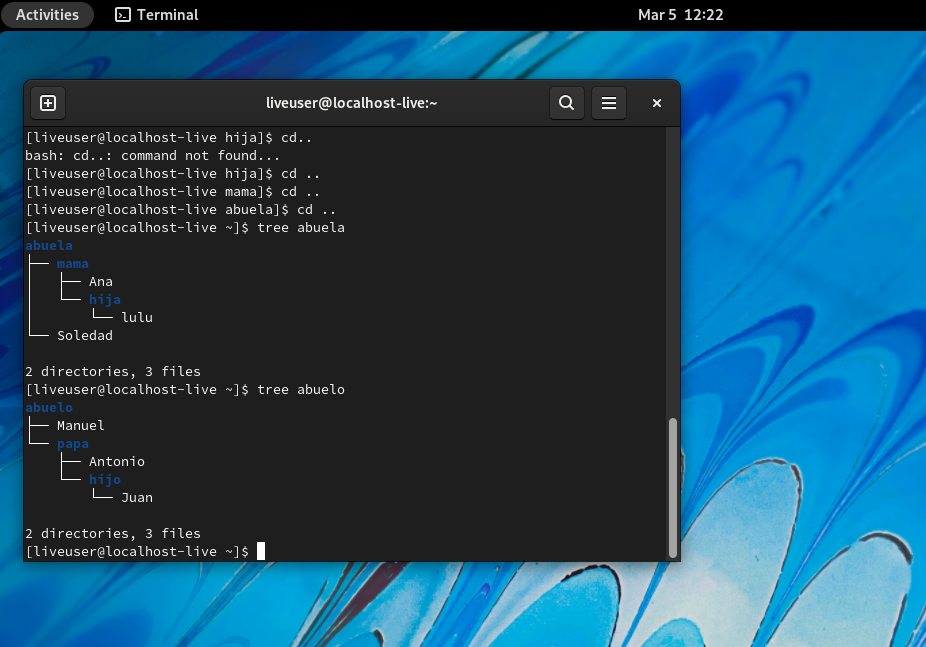 Activities
Terminal
Mar 5 12:22
liveuser@localhost-live:~
[liveuser@localhost-live hija]$ cd..
bash: cd..: command not found...
[liveuser@localhost-live hija]$ cd ..
[liveuser@localhost-live mama]$ cd ..
[liveuser@localhost-live abuela]$ cd ..
[liveuser@localhost-live ~]$ tree abuela
abuela
├── mama
│   ├── Ana
│   └── hija
│       └── lulu
└── Soledad
2 directories, 3 files
[liveuser@localhost-live ~]$ tree abuelo
abuelo
├── Manuel
└── papa
    ├── Antonio
    └── hijo
        └── Juan
2 directories, 3 files
[liveuser@localhost-live ~]$